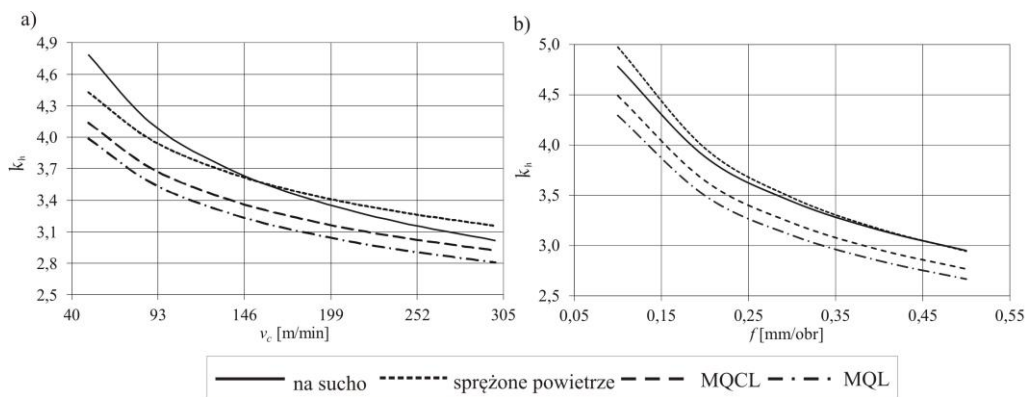 a)
4,9
4,6
4,3
4,0
3,7
3,4
3,1
2,8
2,5
kh
40 93 146 199 252 305
vc [m/min]
b)
5,0
4,5
4,0
3,5
3,0
2,5
kh
0,05 0,15 0,25 0,35 0,45 0,55
f [mm/obr]
na sucho sprężone powietrze MQCL MQL